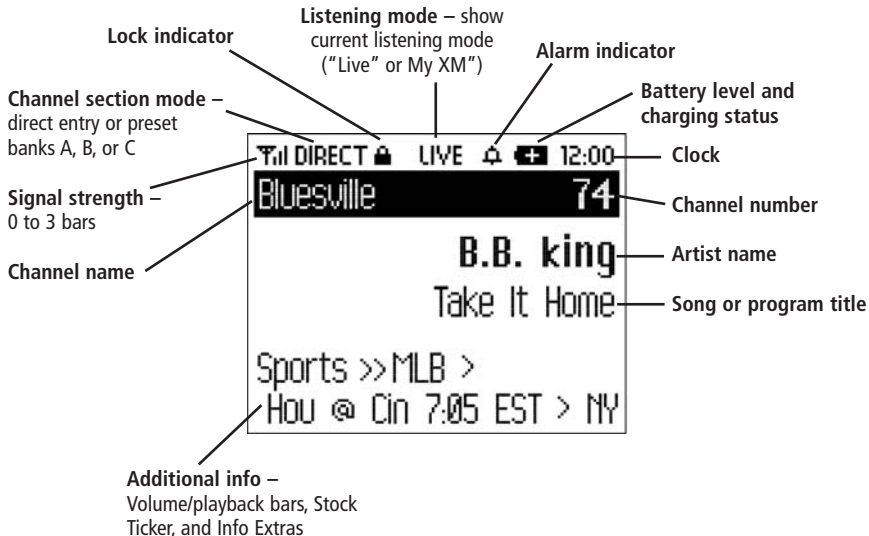 Listening mode – show
current listening mode
("Live" or My XM")
Lock indicator
Alarm indicator
Channel section mode –
direct entry or preset
banks A, B, or C
Battery level and
charging status
Signal strength –
0 to 3 bars
Channel name
DIRECT LIVE 12:00
Clock
Bluesville 74
Channel number
B.B. king
Artist name
Take It Home
Song or program title
Sports >>MLB >
Hou @ Cin 7:05 EST > NY
Additional info –
Volume/playback bars, Stock
Ticker, and Info Extras